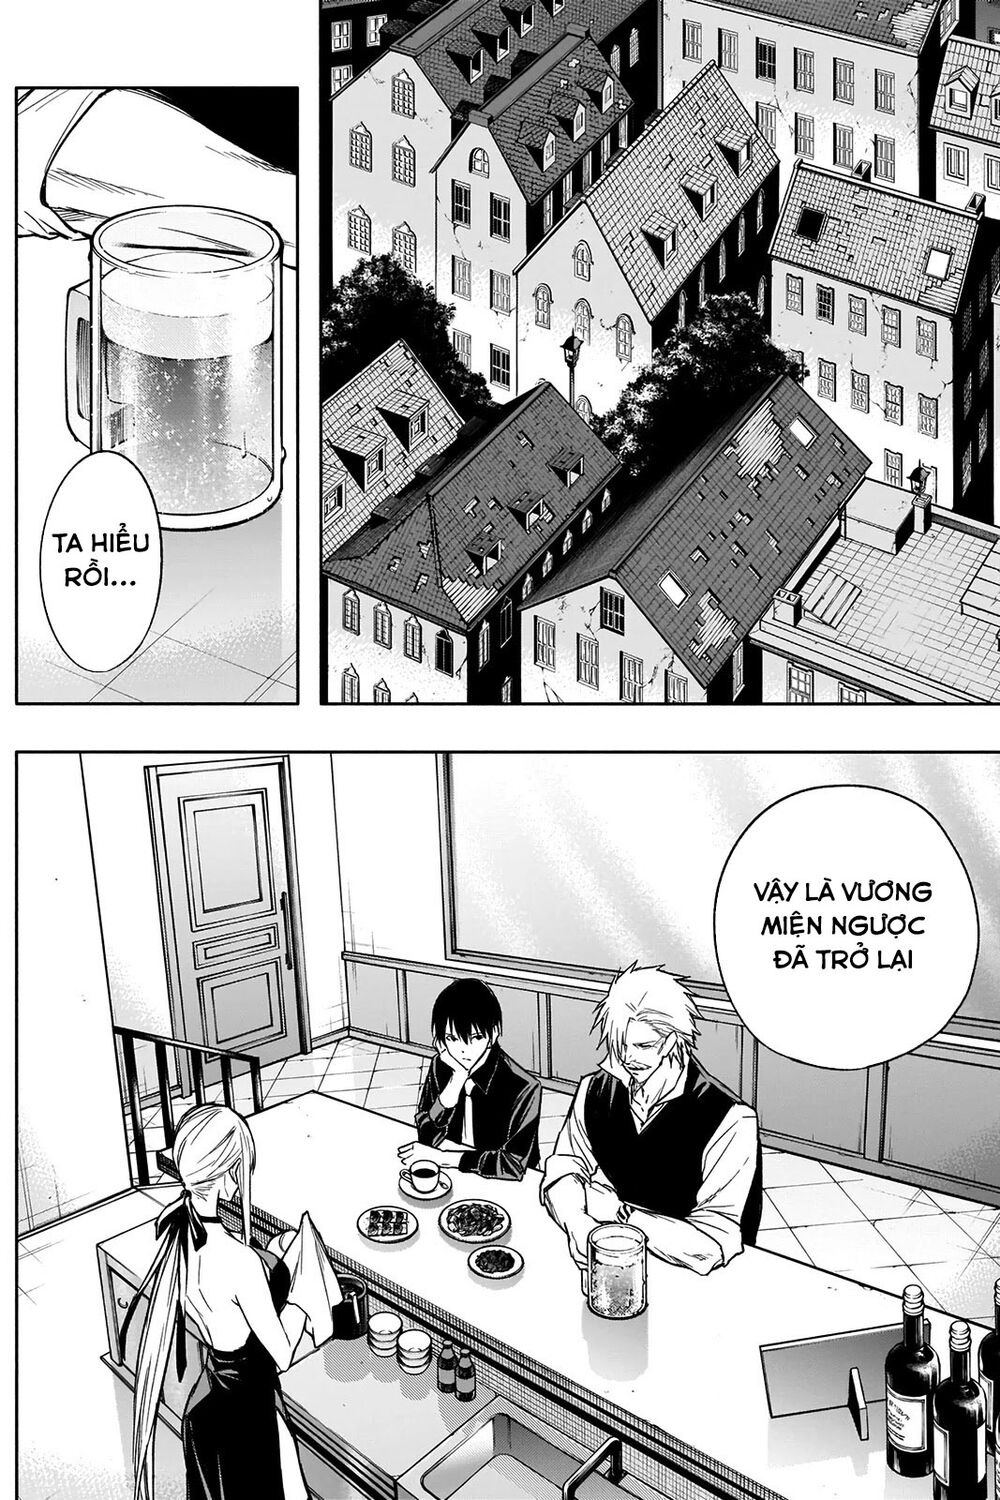 TA HIỂU
RỒI...
VẬY LÀ VƯƠNG
MIỆN NGƯỢC
ĐÃ TRỞ LẠI